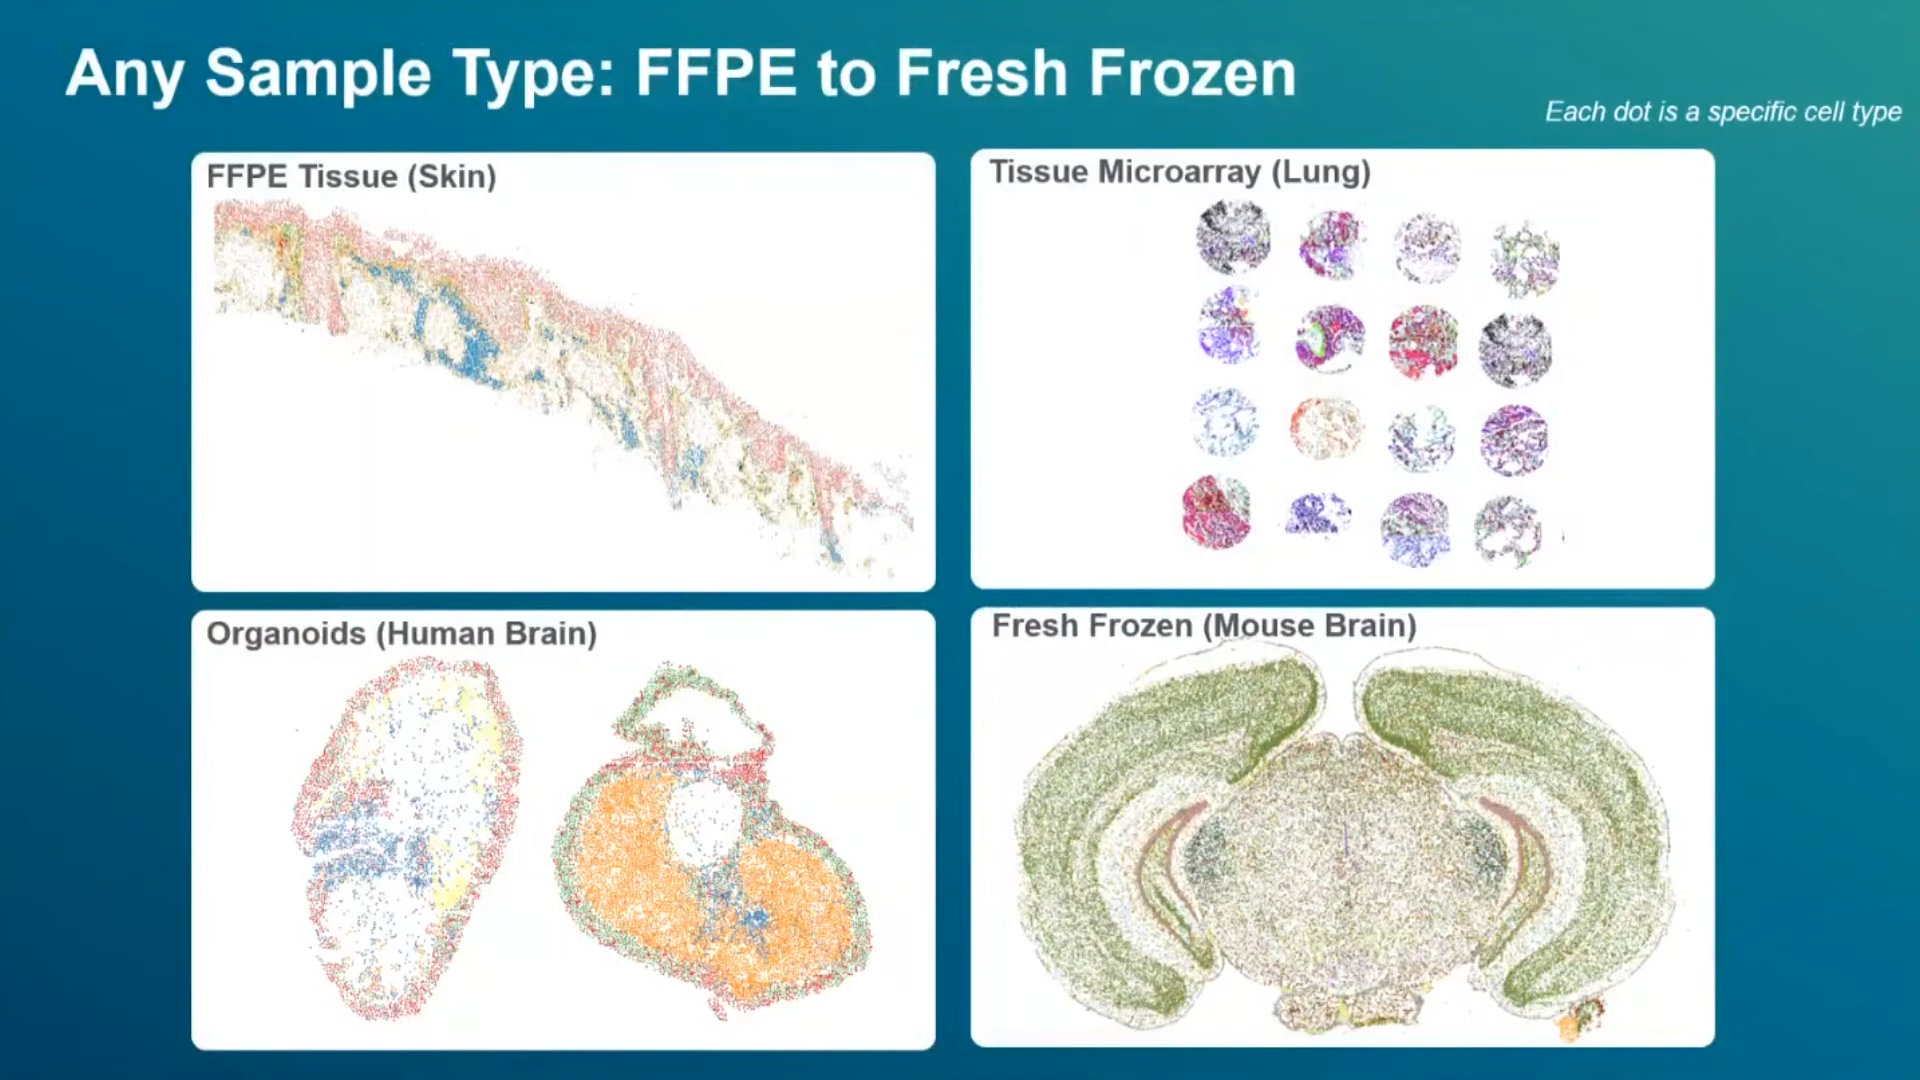 Any Sample Type: FFPE to Fresh Frozen
Each dot is a specific cell type
FFPE Tissue (Skin)
Tissue Microarray (Lung)
Organoids (Human Brain)
Fresh Frozen (Mouse Brain)